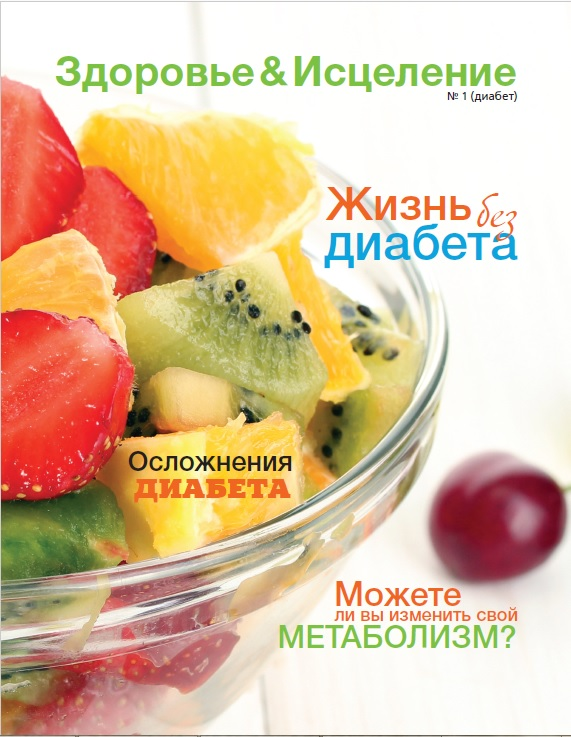 Здоровье & Исцеление
№ 1 (диабет)
Жизнь без
диабета
Осложнения
ДИАБЕТА
Можете
ли вы изменить свой
МЕТАБОЛИЗМ?